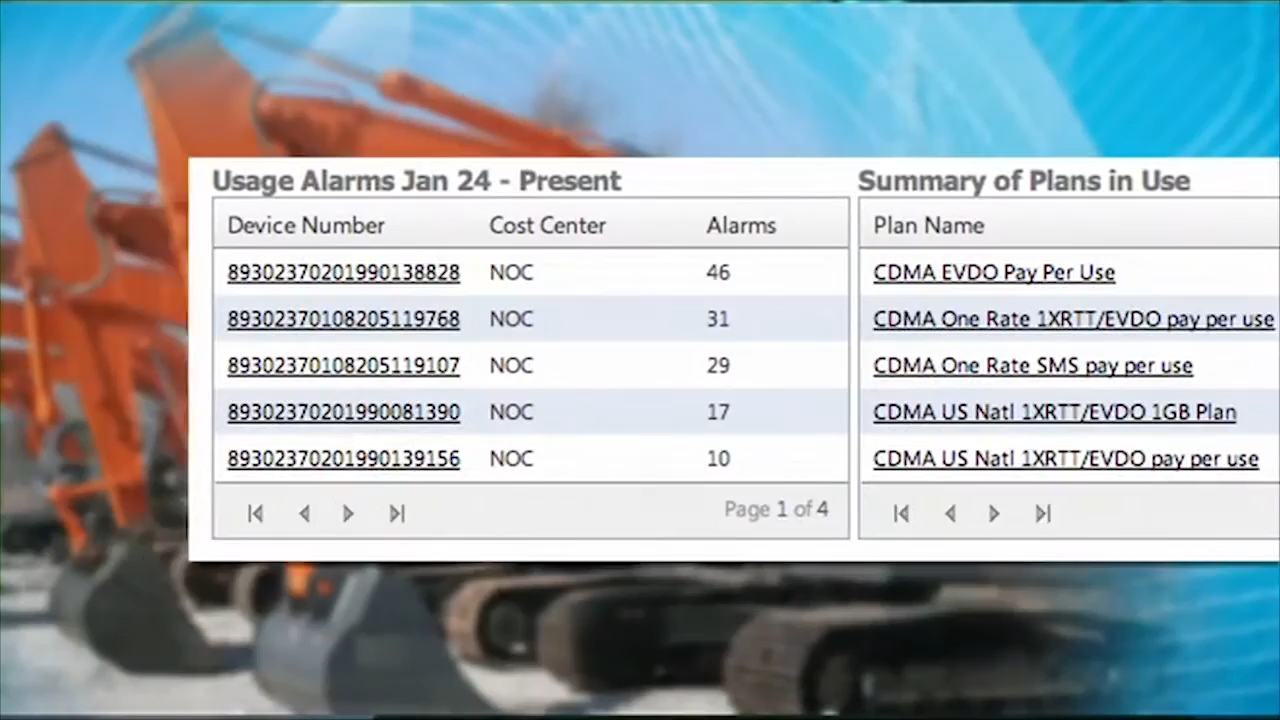 Usage Alarms Jan 24 - Present
Device Number Cost Center Alarms
89302370201990138828 NOC 46
89302370108205119768 NOC 31
89302370108205119107 NOC 29
89302370201990081390 NOC 17
89302370201990139156 NOC 10
Page 1 of 4
Summary of Plans in Use
Plan Name
CDMA EVDO Pay Per Use
CDMA One Rate 1XRTT/EVDO pay per use
CDMA One Rate SMS pay per use
CDMA US Natl 1XRTT/EVDO 1GB Plan
CDMA US Natl 1XRTT/EVDO pay per use